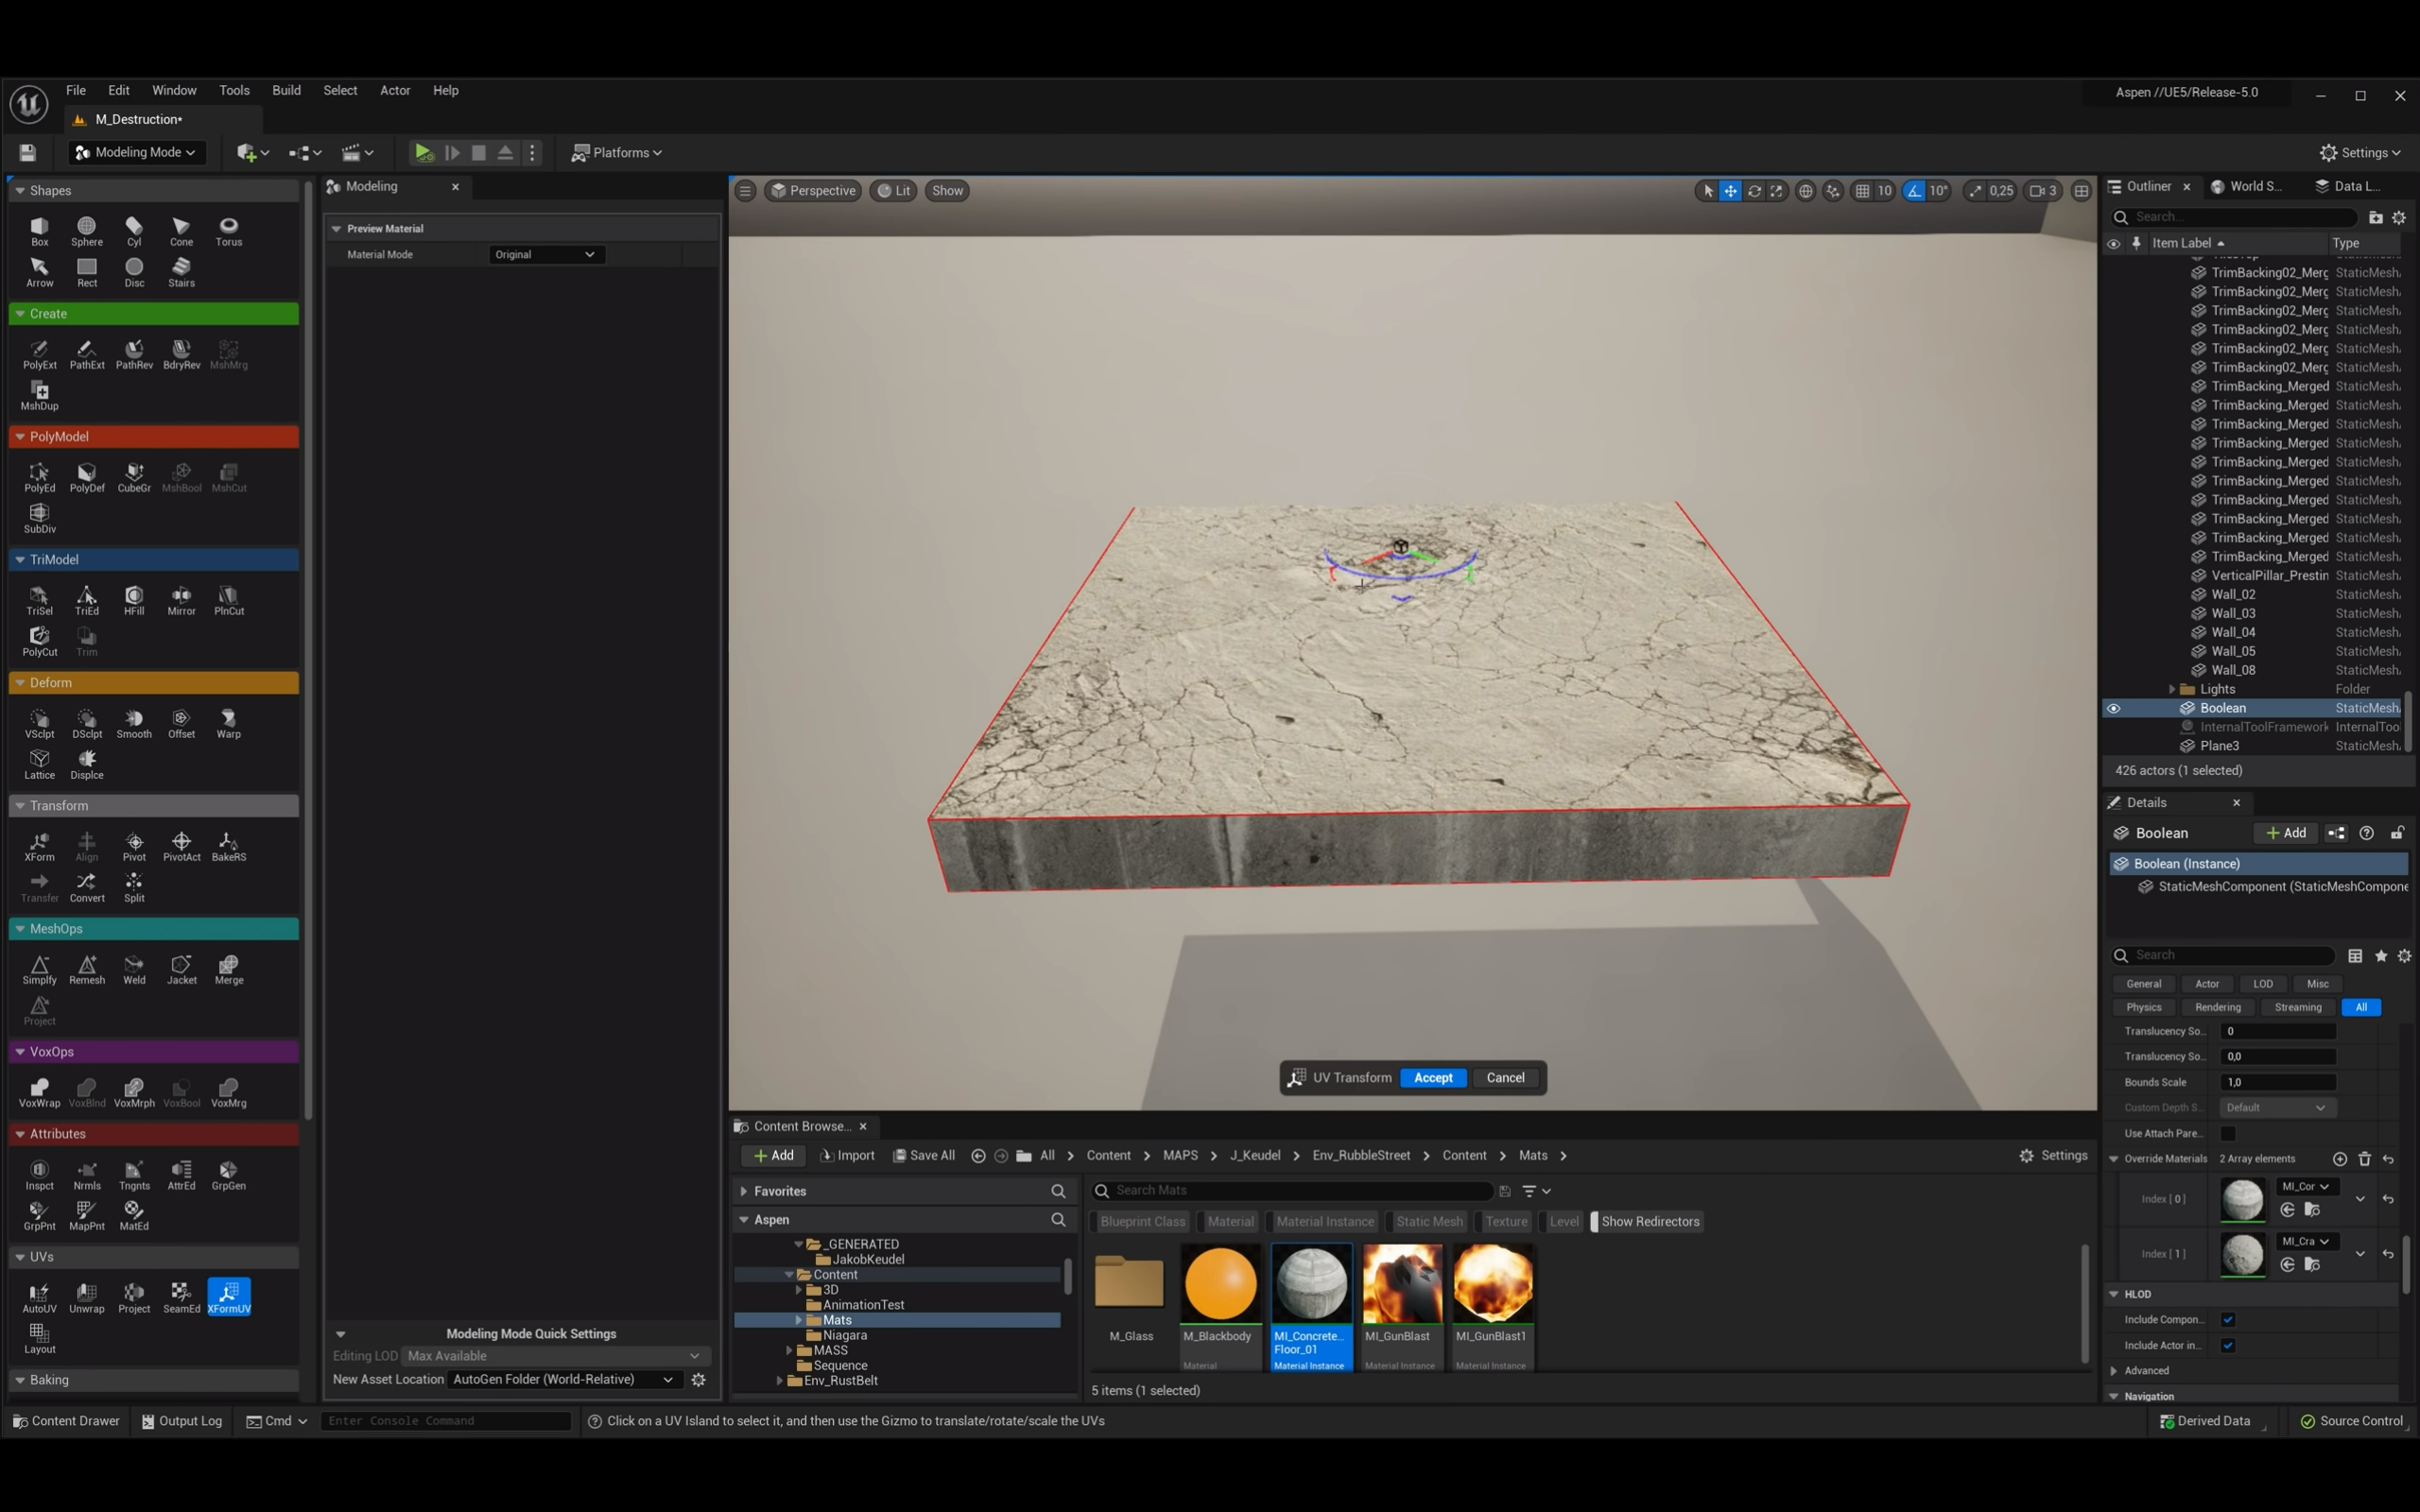 File Edit Window Tools Build Select Actor Help
Aspen //UE5/Release-5.0
M_Destruction*
Modeling Mode
Platforms
Settings
Shapes
Box Sphere Cyl Cone Torus
Arrow Rect Disc Stairs
Create
PolyExt PathExt PathRev BdryRev MshMrg
MshDup
PolyModel
PolyEd PolyDef CubeGr MshBool MshCut
SubDiv
TriModel
TriSel TriEd HFill Mirror PlnCut
PolyCut Trim
Deform
VSclpt DSclpt Smooth Offset Warp
Lattice Displce
Transform
XForm Align Pivot PivotAct BakeRS
Transfer Convert Split
MeshOps
Simplfy Remesh Weld Jacket Merge
Project
VoxOps
VoxWrap VoxBlnd VoxMrph VoxBool VoxMrg
Attributes
Inspct Nrmls Tngnts AttrEd GrpGen
GrpPnt MapPnt MatEd
UVs
AutoUV Unwrap Project SeamEd XFormUV
Layout
Baking
Modeling
Preview Material
Material Mode Original
Modeling Mode Quick Settings
Editing LOD Max Available
New Asset Location AutoGen Folder (World-Relative)
Perspective Lit Show
10 10° 0,25 3
UV Transform Accept Cancel
Content Browse...
Add Import Save All All Content MAPS J_Keudel Env_RubbleStreet Content Mats
Settings
Favorites
Aspen
_GENERATED
JakobKeudel
Content
3D
AnimationTest
Mats
Niagara
MASS
Sequence
Env_RustBelt
Search Mats
Blueprint Class Material Material Instance Static Mesh Texture Level Show Redirectors
M_Glass
M_Blackbody
Material
MI_Concrete...
Floor_01
Material Instance
MI_GunBlast
Material Instance
MI_GunBlast1
Material Instance
5 items (1 selected)
Outliner World S... Data L...
Search...
Item Label Type
TrimBacking02_Merg StaticMesh
TrimBacking02_Merg StaticMesh
TrimBacking02_Merg StaticMesh
TrimBacking02_Merg StaticMesh
TrimBacking02_Merg StaticMesh
TrimBacking02_Merg StaticMesh
TrimBacking_Merged StaticMesh
TrimBacking_Merged StaticMesh
TrimBacking_Merged StaticMesh
TrimBacking_Merged StaticMesh
TrimBacking_Merged StaticMesh
TrimBacking_Merged StaticMesh
TrimBacking_Merged StaticMesh
TrimBacking_Merged StaticMesh
TrimBacking_Merged StaticMesh
TrimBacking_Merged StaticMesh
VerticalPillar_Prestin StaticMesh
Wall_02 StaticMesh
Wall_03 StaticMesh
Wall_04 StaticMesh
Wall_05 StaticMesh
Wall_08 StaticMesh
Lights Folder
Boolean StaticMesh
InternalToolFramework InternalToo
Plane3 StaticMesh
426 actors (1 selected)
Details
Boolean Add
Boolean (Instance)
StaticMeshComponent (StaticMeshCompone
Search
General Actor LOD Misc
Physics Rendering Streaming All
Translucency So... 0
Translucency So... 0,0
Bounds Scale 1,0
Custom Depth S... Default
Use Attach Pare...
Override Materials 2 Array elements
Index [ 0 ] MI_Cor
Index [ 1 ] MI_Cra
HLOD
Include Compon...
Include Actor in...
Advanced
Navigation
Content Drawer Output Log Cmd Enter Console Command Click on a UV Island to select it, and then use the Gizmo to translate/rotate/scale the UVs Derived Data Source Control